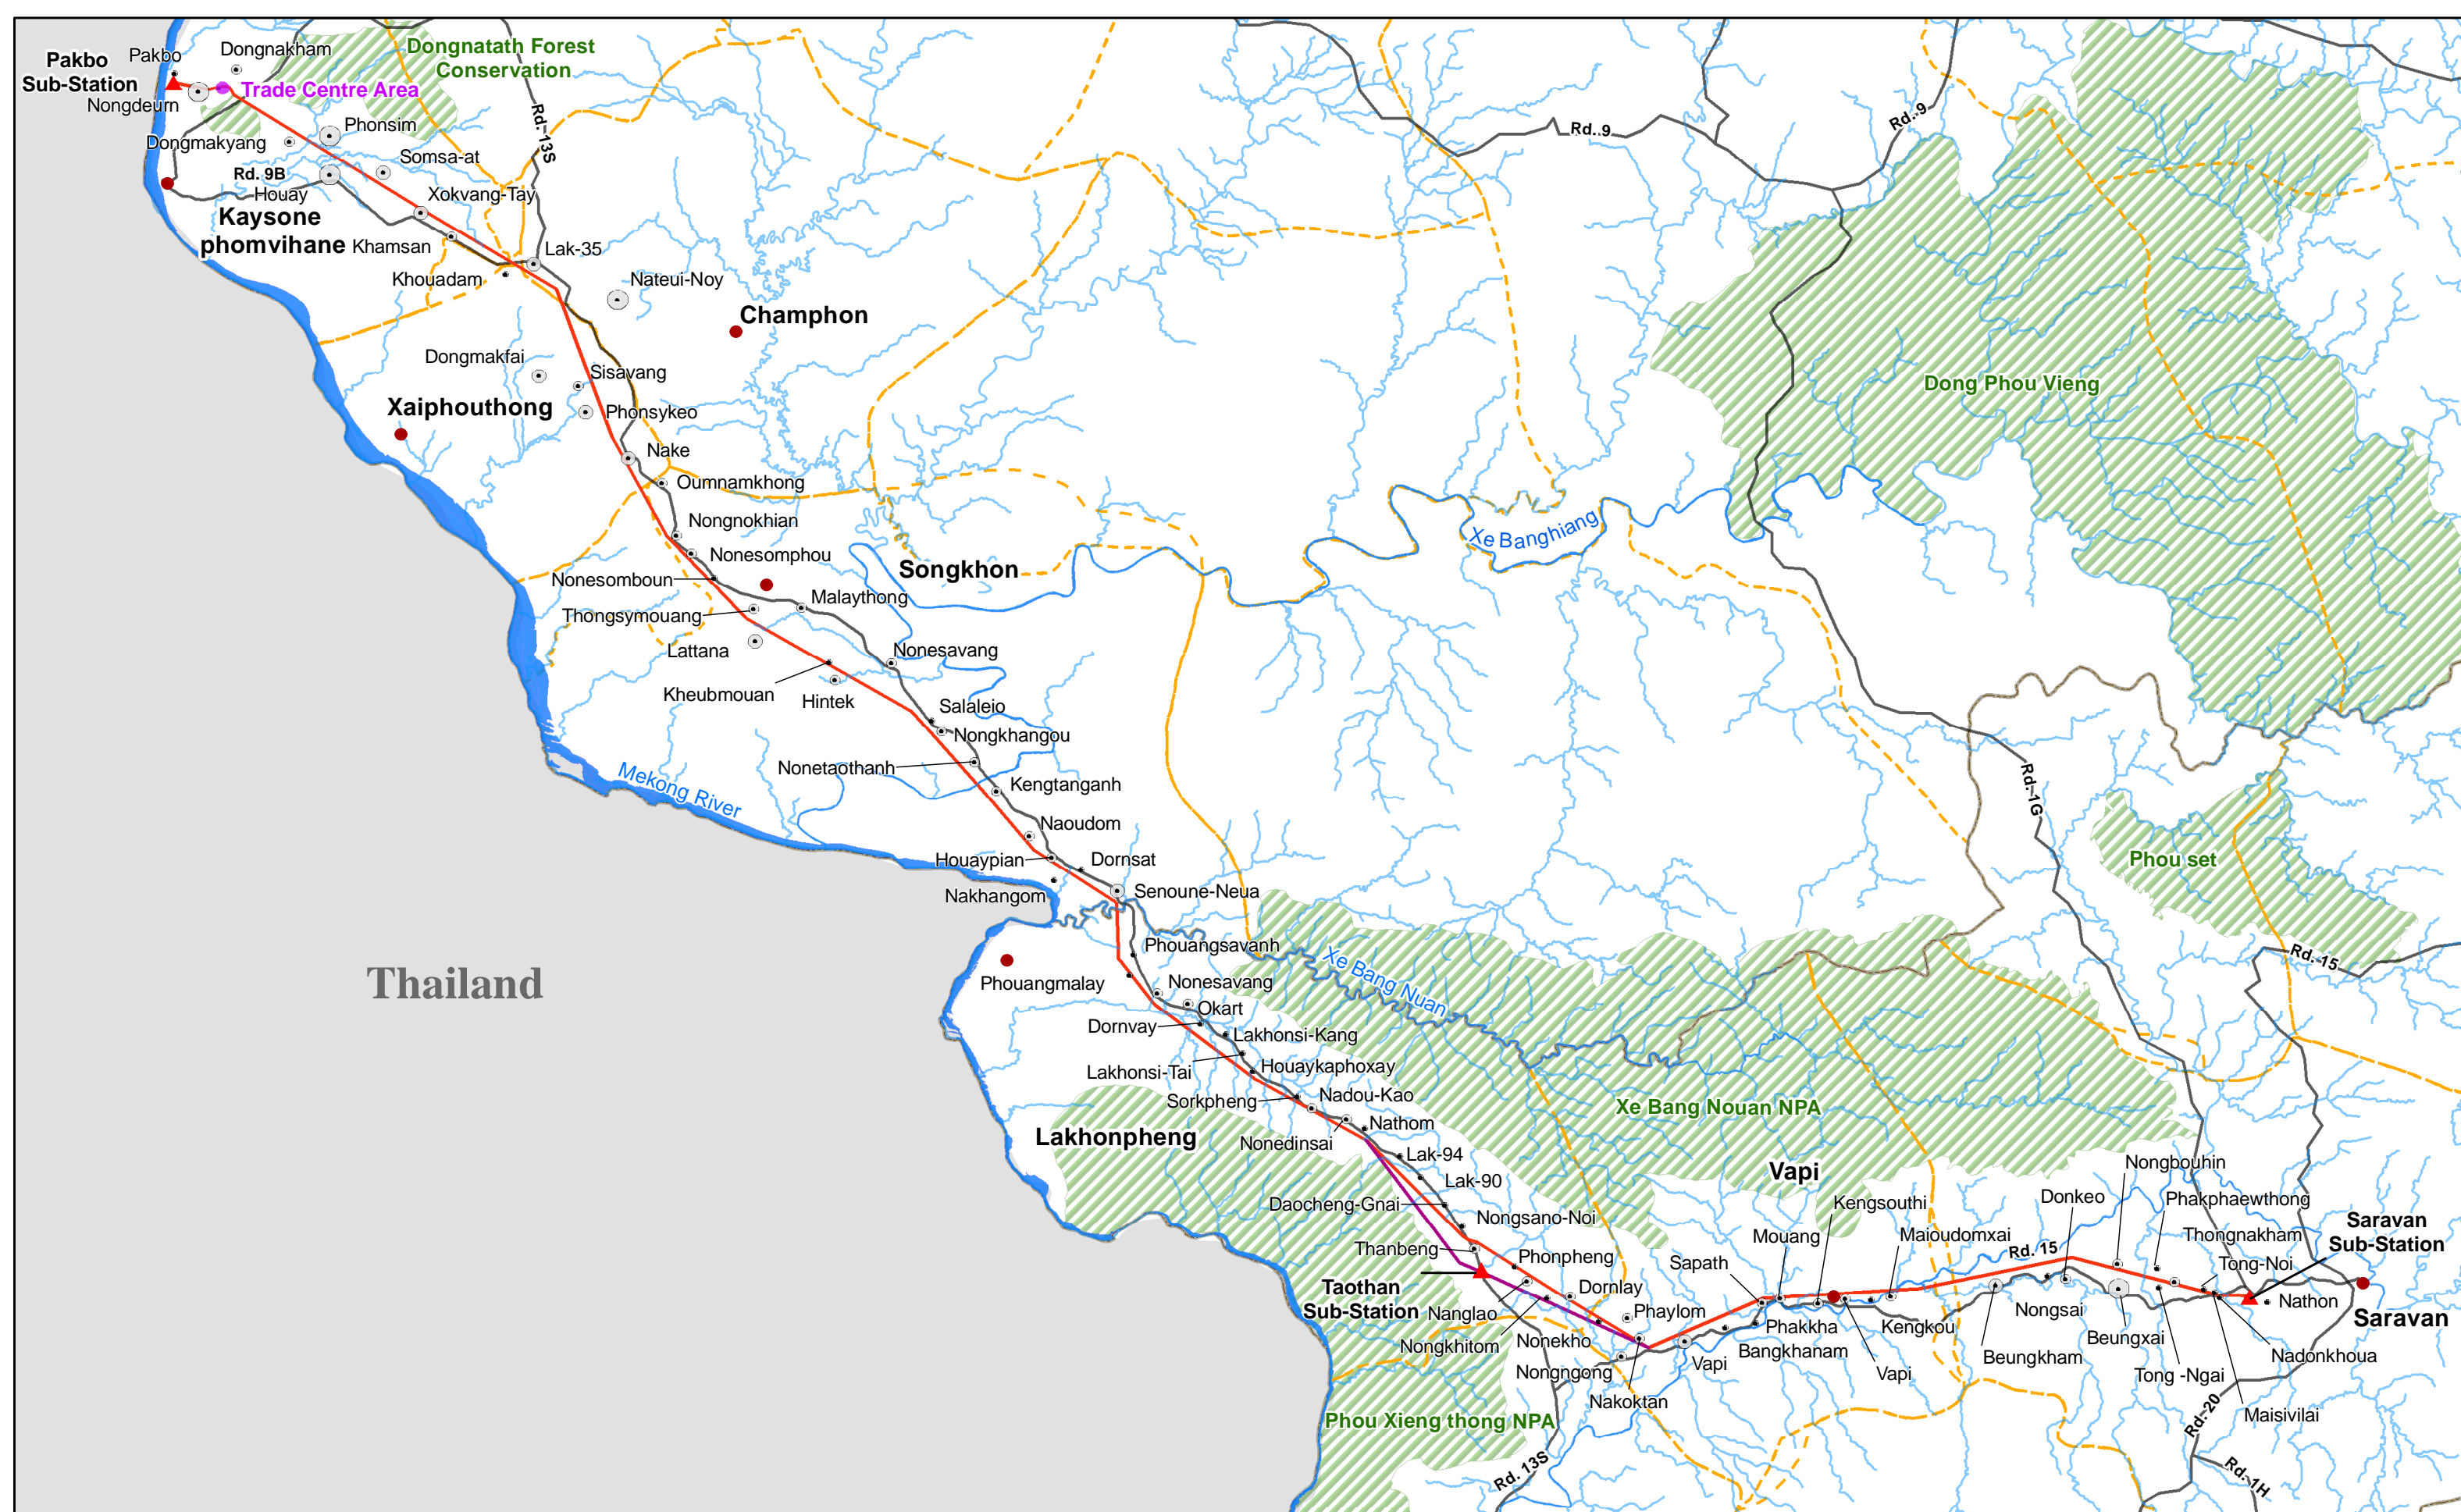 Pakbo
Sub-Station
Pakbo
Dongnakham
Dongnatath Forest
Conservation
Trade Centre Area
Nongdeurn
Phonsim
Dongmakyang
Somsa-at
Rd. 9B
Houay
Xokvang-Tay
Kaysone
phomvihane
Khamsan
Khouadam
Lak-35
Rd. 13S
Nateui-Noy
Champhon
Rd. 9
Rd. 9
Dong Phou Vieng
Dongmakfai
Sisavang
Xaiphouthong
Phonsykeo
Nake
Oumnamkhong
Nongnokhian
Nonesomphou
Nonesomboun
Songkhon
Xe Banghiang
Malaythong
Thongsymouang
Lattana
Nonesavang
Kheubmouan
Hintek
Salaleio
Nongkhangou
Nonetaothanh
Kengtanganh
Mekong River
Naoudom
Houaypian
Dornsat
Nakhangom
Senoune-Neua
Rd. 1G
Phou set
Thailand
Phouangsavanh
Xe Bang Nuan
Rd. 15
Phouangmalay
Nonesavang
Okart
Dornvay
Lakhonsi-Kang
Lakhonsi-Tai
Houaykaphoxay
Sorkpheng
Nadou-Kao
Xe Bang Nouan NPA
Lakhonpheng
Nonedinsai
Nathom
Lak-94
Lak-90
Vapi
Daocheng-Gnai
Nongsano-Noi
Thanbeng
Phonpheng
Taothan
Sub-Station
Nanglao
Dornlay
Phaylom
Nongkhitom
Nonekho
Nongngong
Nakoktan
Sapath
Mouang
Kengsouthi
Maioudomxai
Rd. 15
Donkeo
Nongbouhin
Phakphaewthong
Thongnakham
Tong-Noi
Saravan
Sub-Station
Nathon
Saravan
Vapi
Bangkhanam
Phakkha
Vapi
Kengkou
Nongsai
Beungkham
Beungxai
Tong -Ngai
Nadonkhoua
Maisivilai
Phou Xieng thong NPA
Rd. 13S
Rd. 20
Rd. 1H